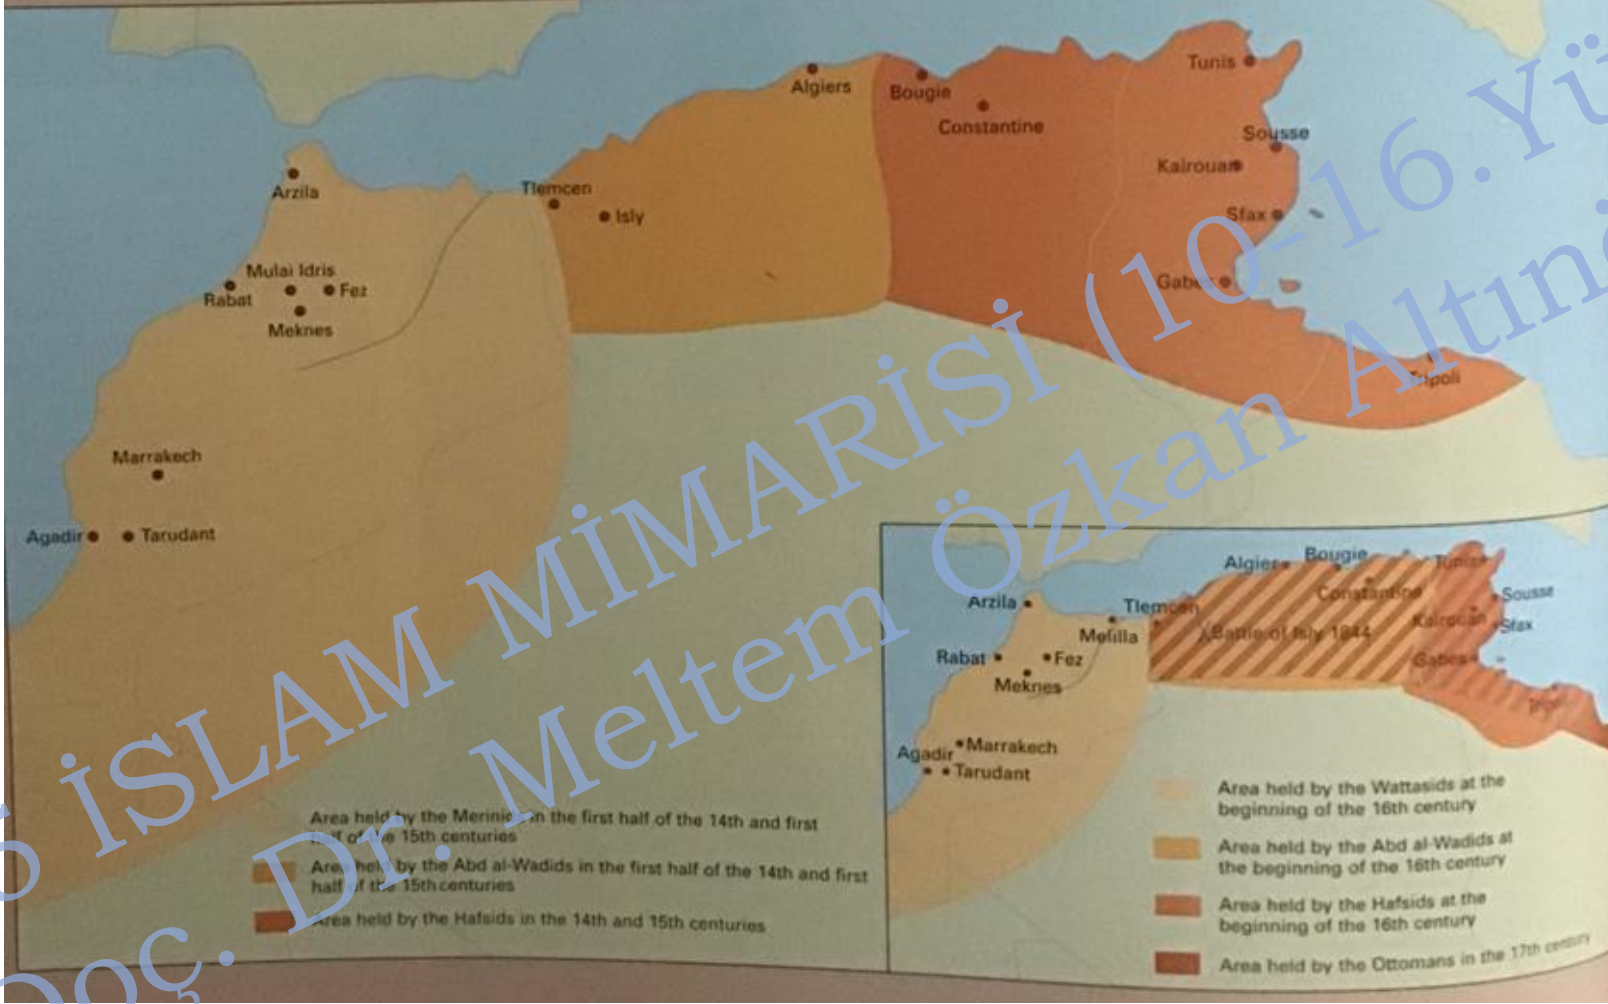 Tunis
Algiers
Bougie
Constantine
Sousse
Kairouan
Arzila
Tlemcen
Isly
Sfax
Mulai Idris
Rabat
Fez
Meknes
Gabes
Tripoli
Marrakech
Agadir
Tarudant
Area held by the Merinids in the first half of the 14th and first
half of the 15th centuries
Area held by the Abd al-Wadids in the first half of the 14th and first
half of the 15th centuries
Area held by the Hafsids in the 14th and 15th centuries
Algiers
Bougie
Tunis
Constantine
Sousse
Arzila
Tlemcen
Kairouan
Sfax
Melilla
Battle of Isly 1844
Rabat
Fez
Gabes
Meknes
Tripoli
Marrakech
Agadir
Tarudant
Area held by the Wattasids at the
beginning of the 16th century
Area held by the Abd al-Wadids at
the beginning of the 16th century
Area held by the Hafsids at the
beginning of the 16th century
Area held by the Ottomans in the 17th century
İSLAM MİMARİSİ (10-16.Yü
Doç. Dr. Meltem Özkan Altınö